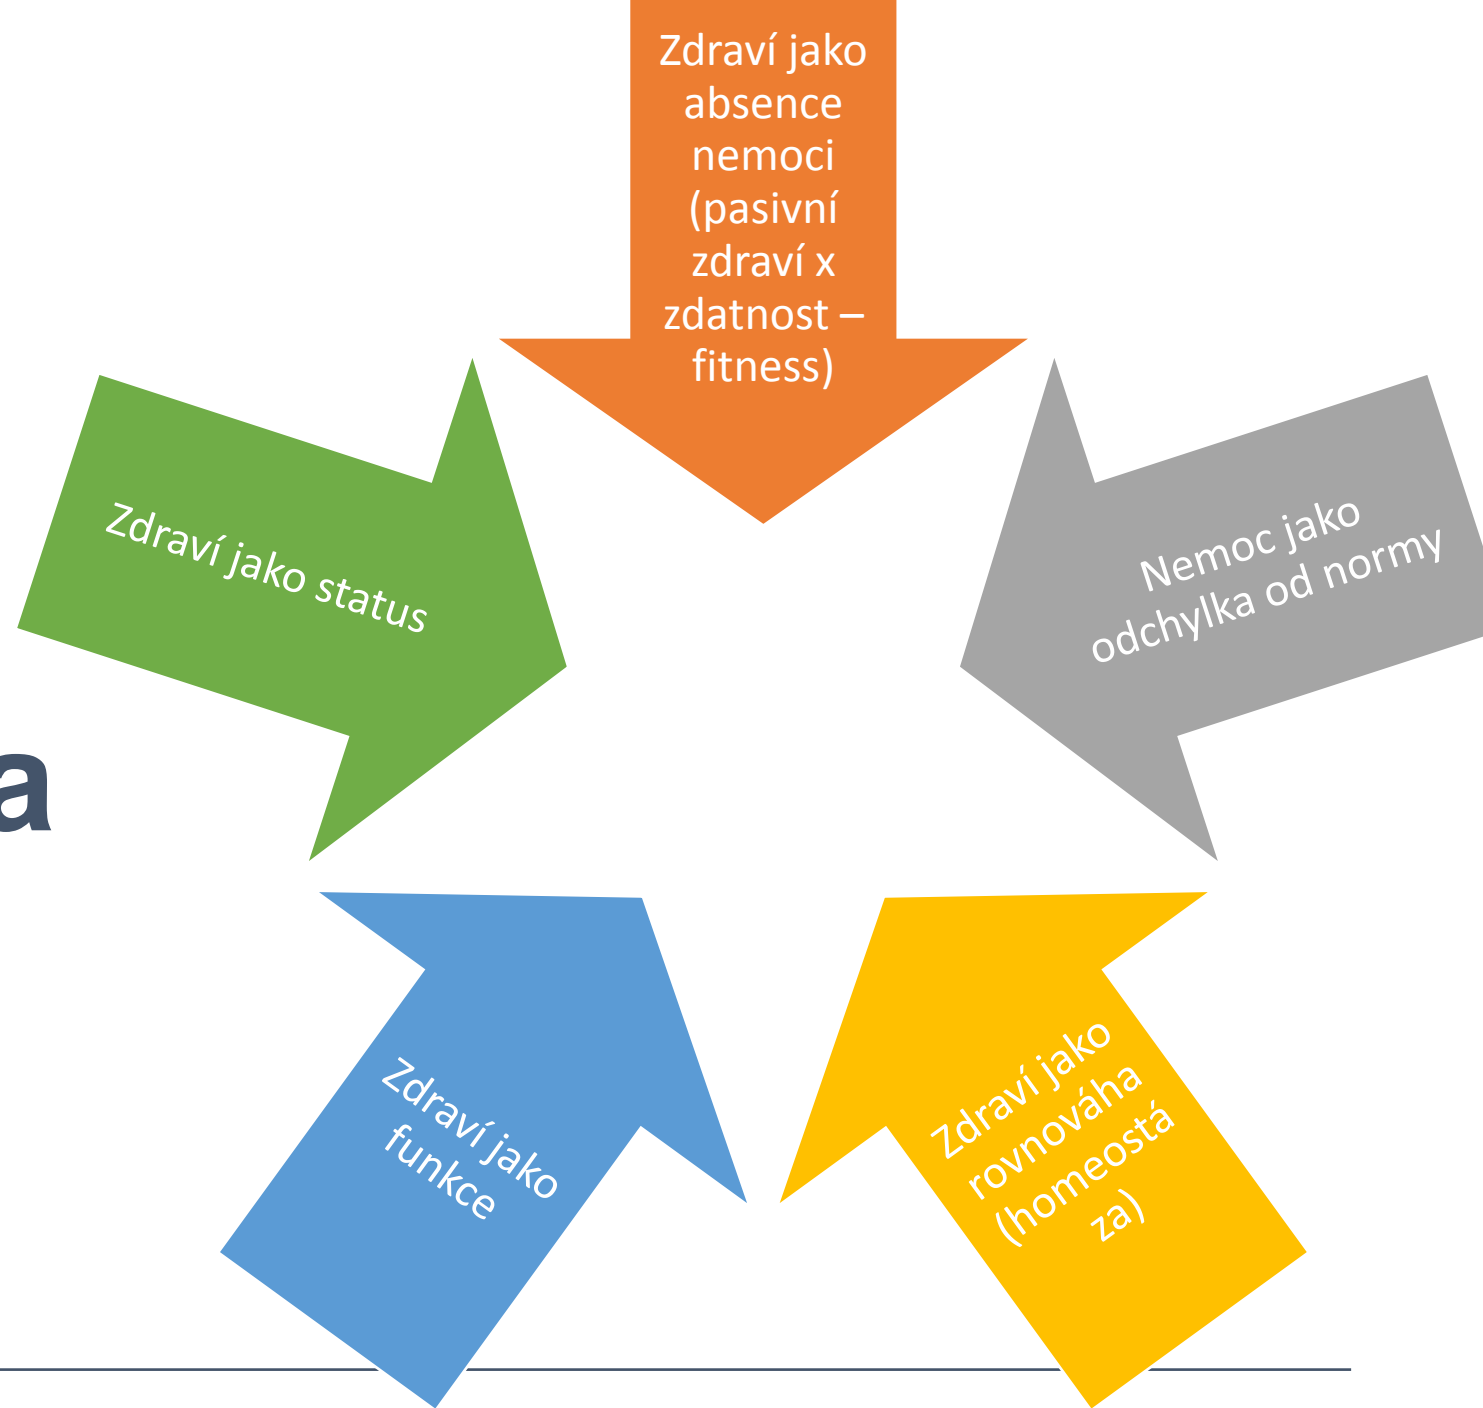 Zdraví jako
absence
nemoci
(pasivní
zdraví x
zdatnost –
fitness)
Nemoc jako
odchylka od normy
Zdraví jako
rovnováha
(homeostá
za)
Zdraví jako
funkce
Zdraví jako status
a